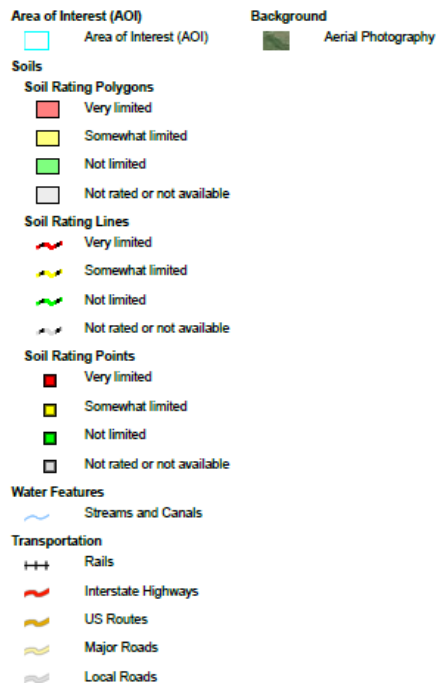 Area of Interest (AOI)
Area of Interest (AOI)
Soils
Soil Rating Polygons
Very limited
Somewhat limited
Not limited
Not rated or not available
Soil Rating Lines
Very limited
Somewhat limited
Not limited
Not rated or not available
Soil Rating Points
Very limited
Somewhat limited
Not limited
Not rated or not available
Water Features
Streams and Canals
Transportation
Rails
Interstate Highways
US Routes
Major Roads
Local Roads
Background
Aerial Photography